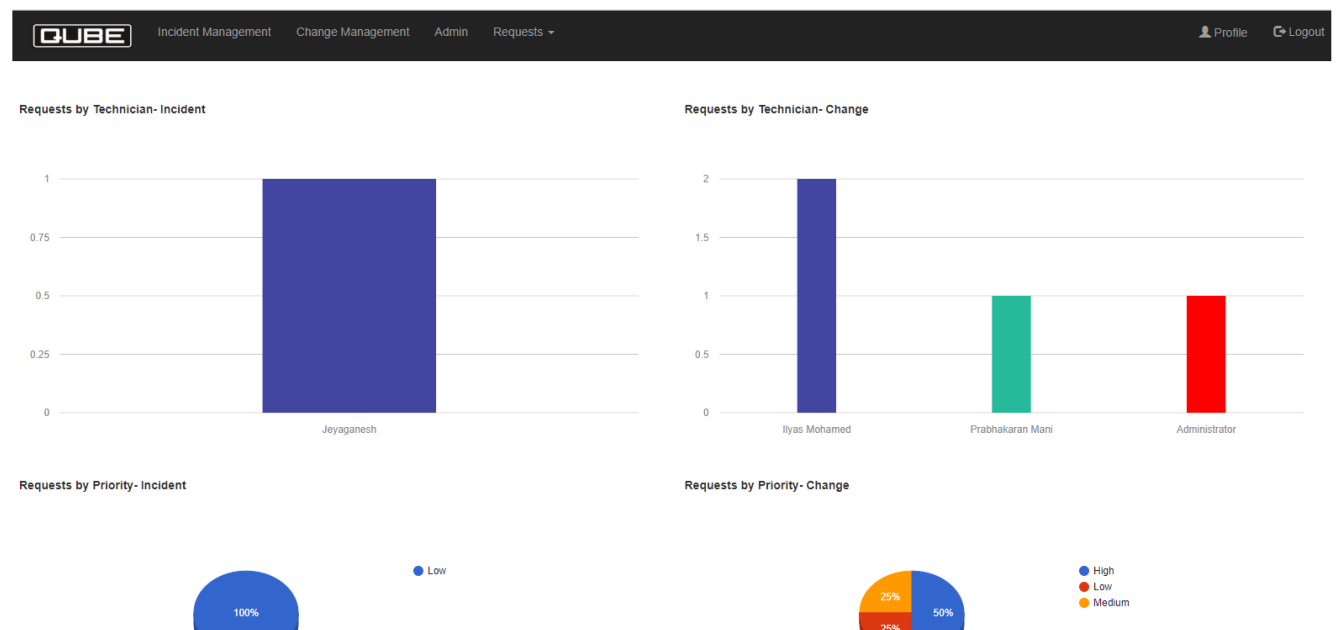 QUBE Incident Management Change Management Admin Requests Profile Logout
Requests by Technician- Incident
1
0.75
0.5
0.25
0
Jeyaganesh
Requests by Technician- Change
2
1.5
1
0.5
0
Ilyas Mohamed Prabhakaran Mani Administrator
Requests by Priority- Incident
100%
Low
Requests by Priority- Change
25%
50%
25%
High
Low
Medium